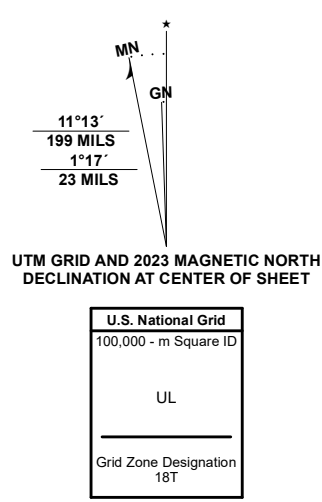 MN
GN
11°13´
199 MILS
1°17´
23 MILS
UTM GRID AND 2023 MAGNETIC NORTH
DECLINATION AT CENTER OF SHEET
U.S. National Grid
100,000 - m Square ID
UL
Grid Zone Designation
18T